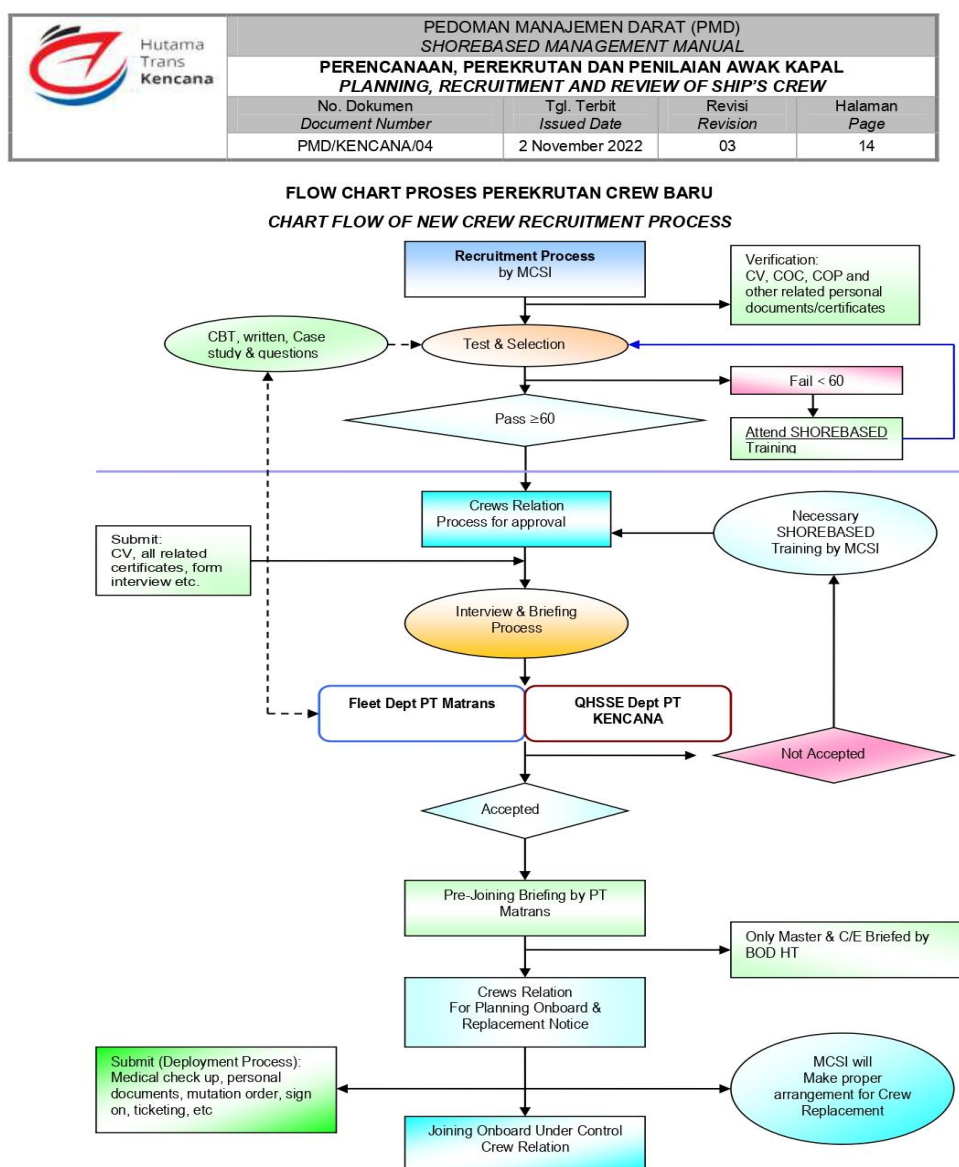 Hutama
Trans
Kencana
PEDOMAN MANAJEMEN DARAT (PMD)
SHOREBASED MANAGEMENT MANUAL
PERENCANAAN, PEREKRUTAN DAN PENILAIAN AWAK KAPAL
PLANNING, RECRUITMENT AND REVIEW OF SHIP'S CREW
No. Dokumen
Document Number
Tgl. Terbit
Issued Date
Revisi
Revision
Halaman
Page
PMD/KENCANA/04
2 November 2022
03
14
FLOW CHART PROSES PEREKRUTAN CREW BARU
CHART FLOW OF NEW CREW RECRUITMENT PROCESS
Recruitment Process
by MCSI
Verification:
CV, COC, COP and
other related personal
documents/certificates
CBT, written, Case
study & questions
Test & Selection
Fail < 60
Pass ≥60
Attend SHOREBASED
Training
Crews Relation
Process for approval
Necessary
SHOREBASED
Training by MCSI
Submit:
CV, all related
certificates, form
interview etc.
Interview & Briefing
Process
Fleet Dept PT Matrans
QHSSE Dept PT
KENCANA
Not Accepted
Accepted
Pre-Joining Briefing by PT
Matrans
Only Master & C/E Briefed by
BOD HT
Crews Relation
For Planning Onboard &
Replacement Notice
Submit (Deployment Process):
Medical check up, personal
documents, mutation order, sign
on, ticketing, etc
MCSI will
Make proper
arrangement for Crew
Replacement
Joining Onboard Under Control
Crew Relation